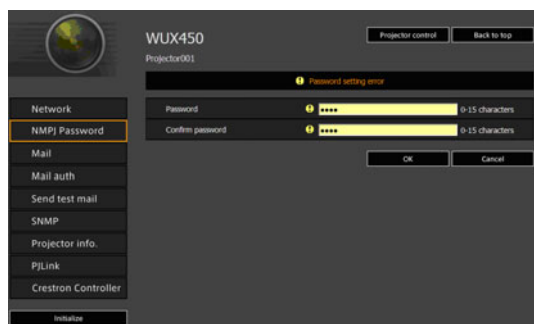 WUX450
Projector control
Back to top
Projector001
Password setting error
Network
NMPJ Password
Mail
Mail auth
Send test mail
SNMP
Projector info.
PJLink
Crestron Controller
Initialize
Password
•••• 
0-15 characters
Confirm password
••••
0-15 characters
OK
Cancel